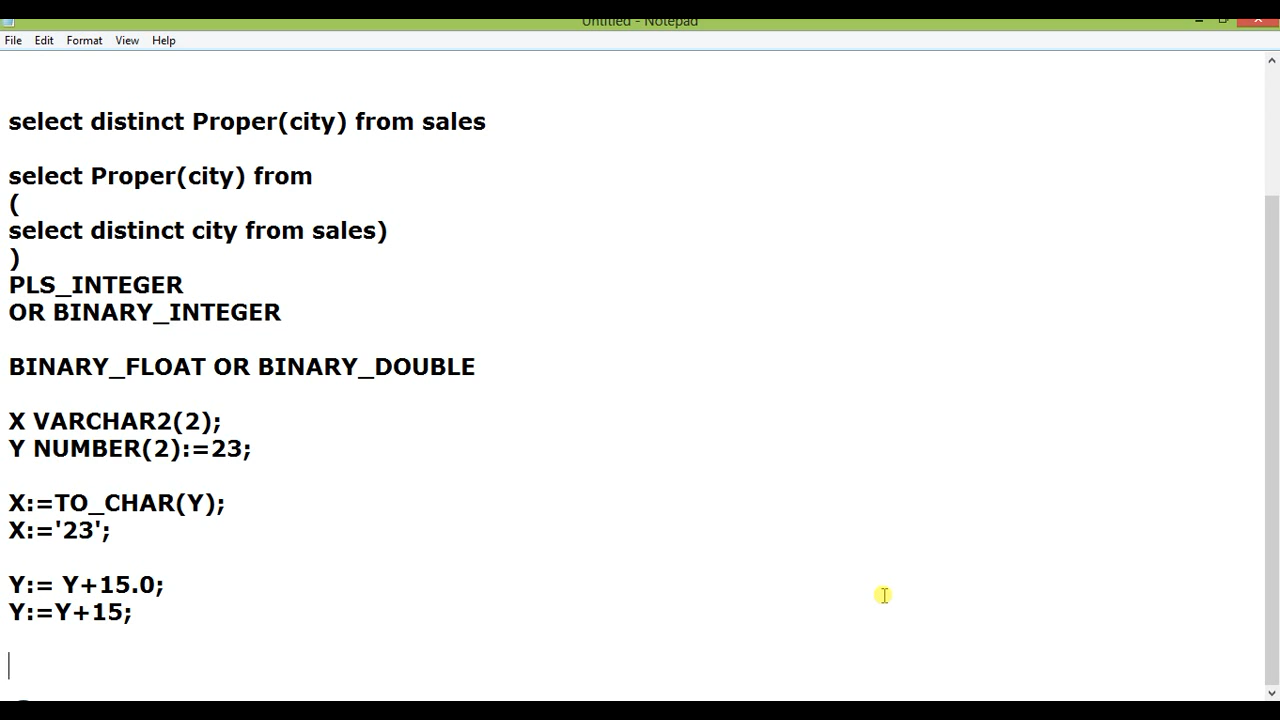 Untitled - Notepad
File Edit Format View Help
select distinct Proper(city) from sales
select Proper(city) from
(
select distinct city from sales)
)
PLS_INTEGER
OR BINARY_INTEGER
BINARY_FLOAT OR BINARY_DOUBLE
X VARCHAR2(2);
Y NUMBER(2):=23;
X:=TO_CHAR(Y);
X:='23';
Y:= Y+15.0;
Y:=Y+15;